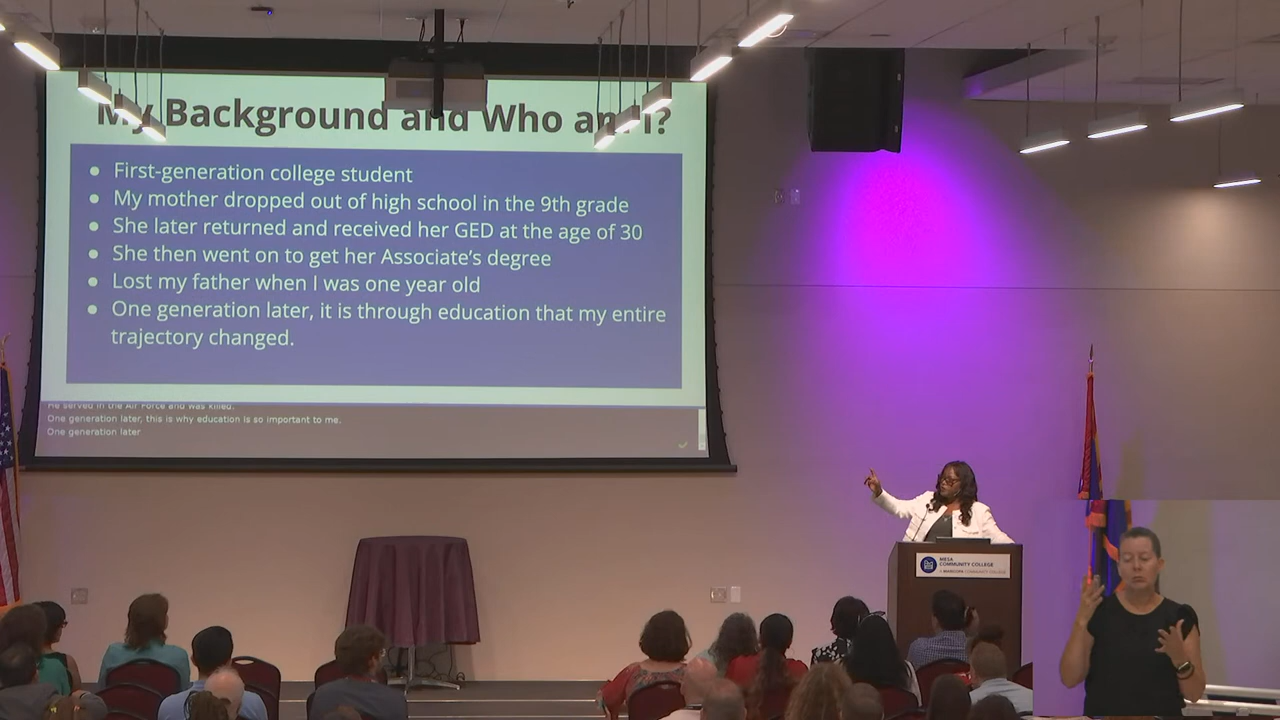 My Background and Who am I?
First-generation college student
My mother dropped out of high school in the 9th grade
She later returned and received her GED at the age of 30
She then went on to get her Associate's degree
Lost my father when I was one year old
One generation later, it is through education that my entire
trajectory changed.
He served in the Air Force and was killed.
One generation later, this is why education is so important to me.
One generation later
MESA
COMMUNITY COLLEGE
A MARICOPA COMMUNITY COLLEGE